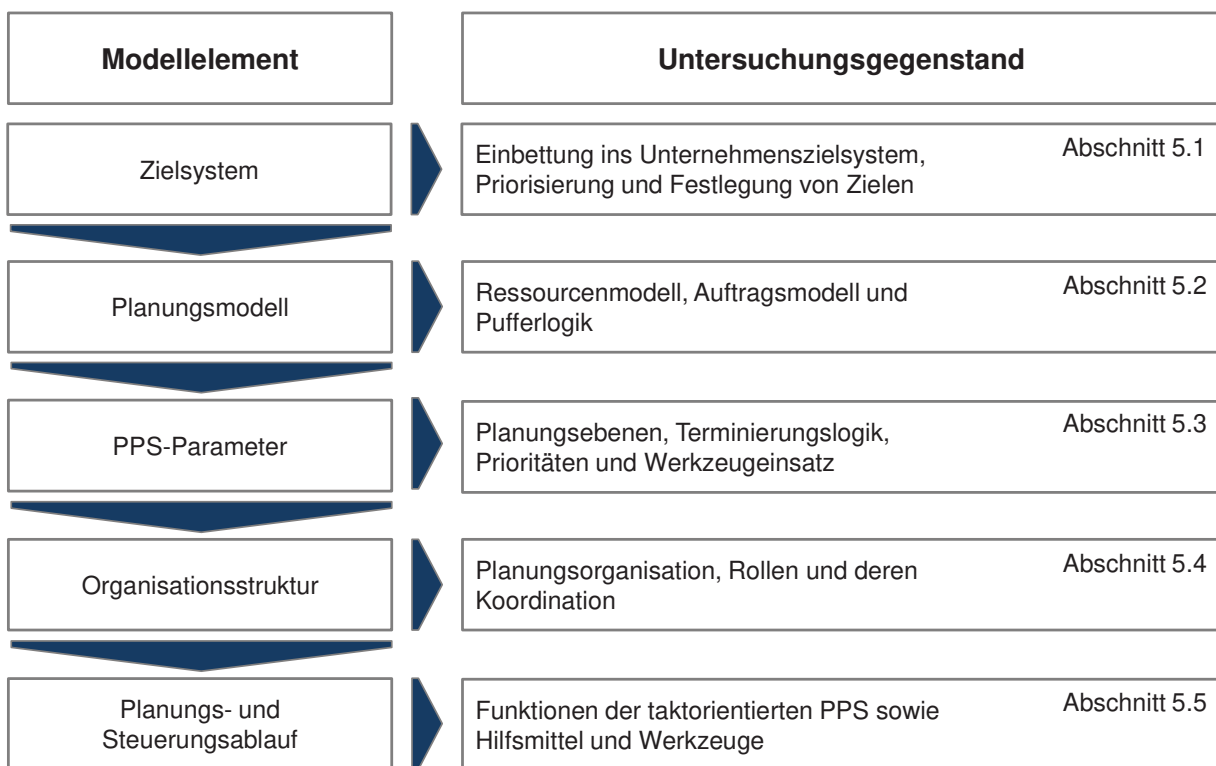 Modellelement
Untersuchungsgegenstand
Zielsystem
Einbettung ins Unternehmenszielsystem,
Priorisierung und Festlegung von Zielen
Abschnitt 5.1
Planungsmodell
Ressourcenmodell, Auftragsmodell und
Pufferlogik
Abschnitt 5.2
PPS-Parameter
Planungsebenen, Terminierungslogik,
Prioritäten und Werkzeugeinsatz
Abschnitt 5.3
Organisationsstruktur
Planungsorganisation, Rollen und deren
Koordination
Abschnitt 5.4
Planungs- und
Steuerungsablauf
Funktionen der taktorientierten PPS sowie
Hilfsmittel und Werkzeuge
Abschnitt 5.5